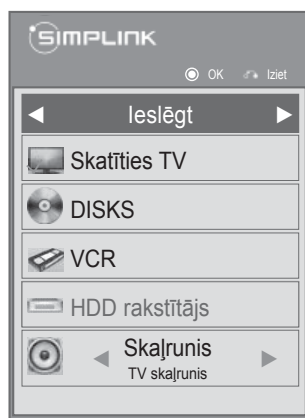 SIMPLINK
OK Iziet
Ieslēgt
Skatīties TV
DISKS
VCR
HDD rakstītājs
Skaļrunis
TV skaļrunis